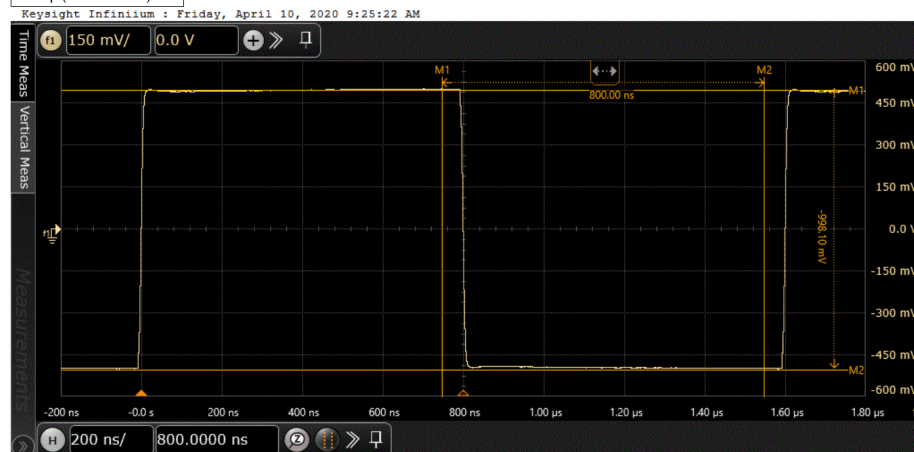 Keysight Infiniium : Friday, April 10, 2020 9:25:22 AM
f1 150 mV/ 0.0 V
Time Meas
Vertical Meas
Measurements
M1 M2
800.00 ns
600 mV
M1
450 mV
300 mV
150 mV
f1 0.0 V
-998.10 mV
-150 mV
-300 mV
-450 mV
M2
-600 mV
-200 ns -0.0 s 200 ns 400 ns 600 ns 800 ns 1.00 µs 1.20 µs 1.40 µs 1.60 µs 1.80 µs
H 200 ns/ 800.0000 ns Z